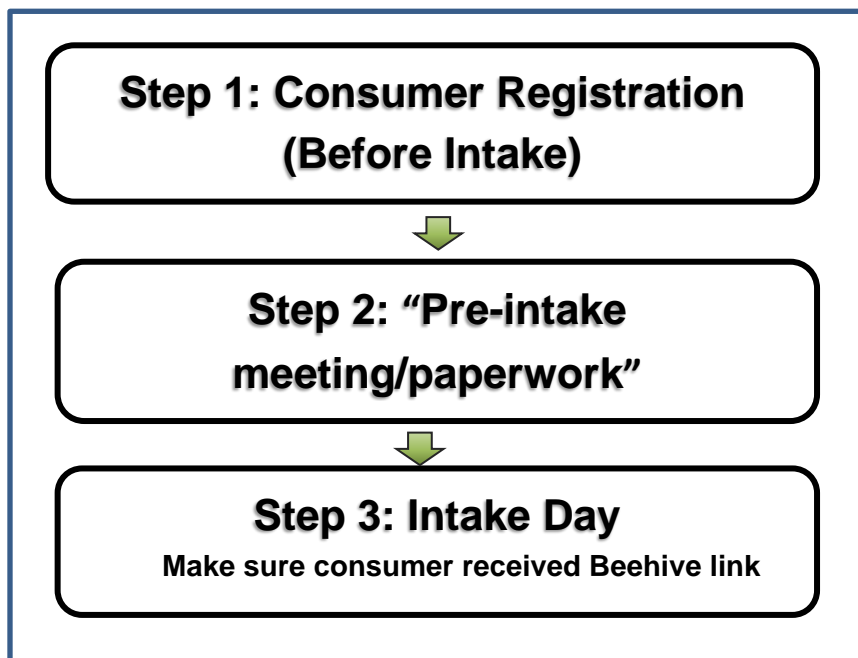 Step 1: Consumer Registration
(Before Intake)
Step 2: “Pre-intake
meeting/paperwork”
Step 3: Intake Day
Make sure consumer received Beehive link